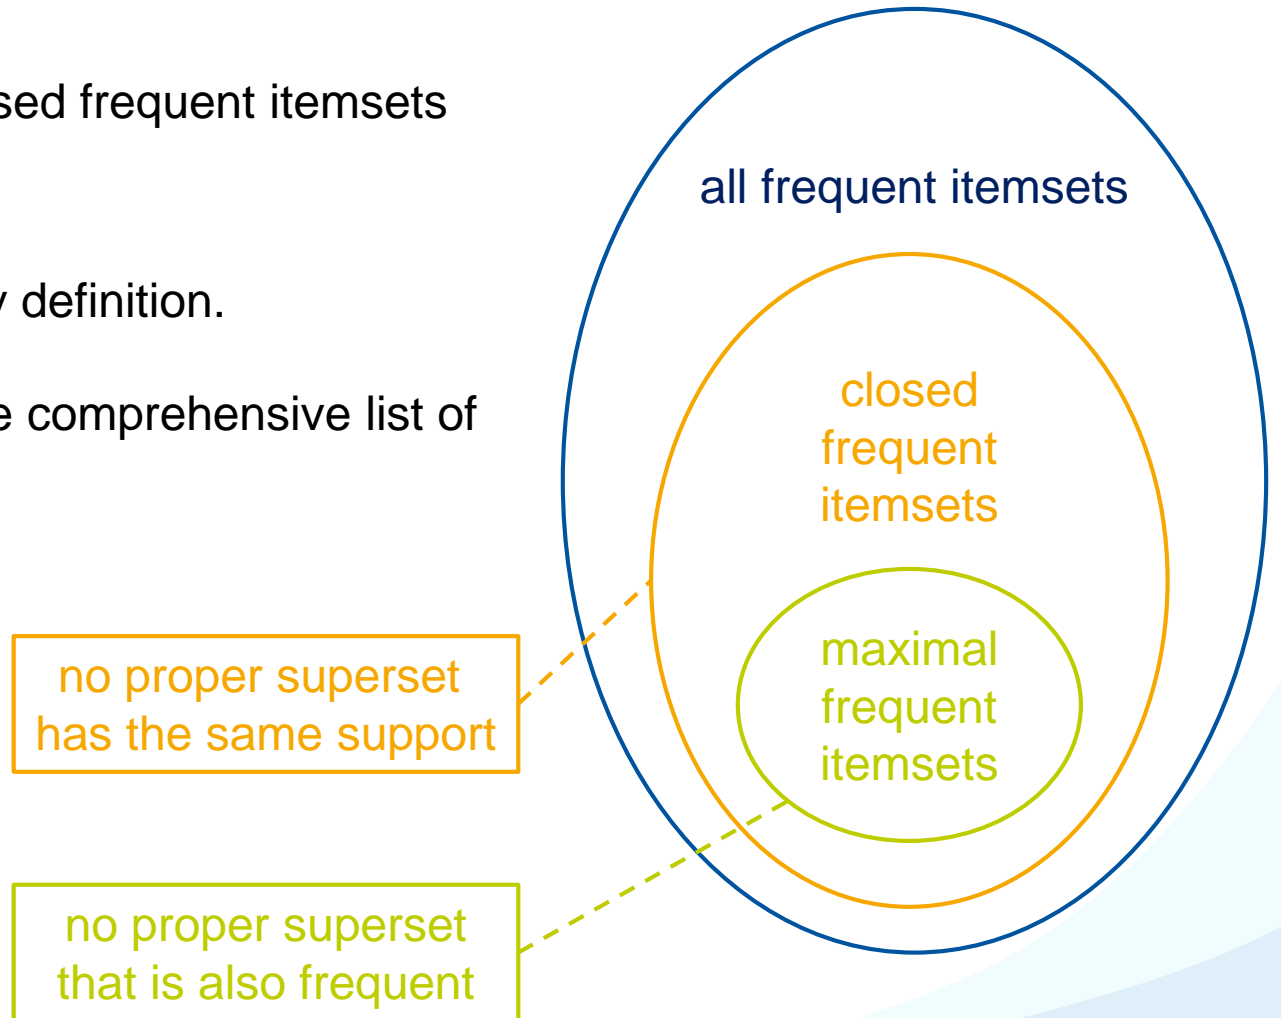 sed frequent itemsets
definition.
comprehensive list of
all frequent itemsets
closed
frequent
itemsets
maximal
frequent
itemsets
no proper superset
has the same support
no proper superset
that is also frequent